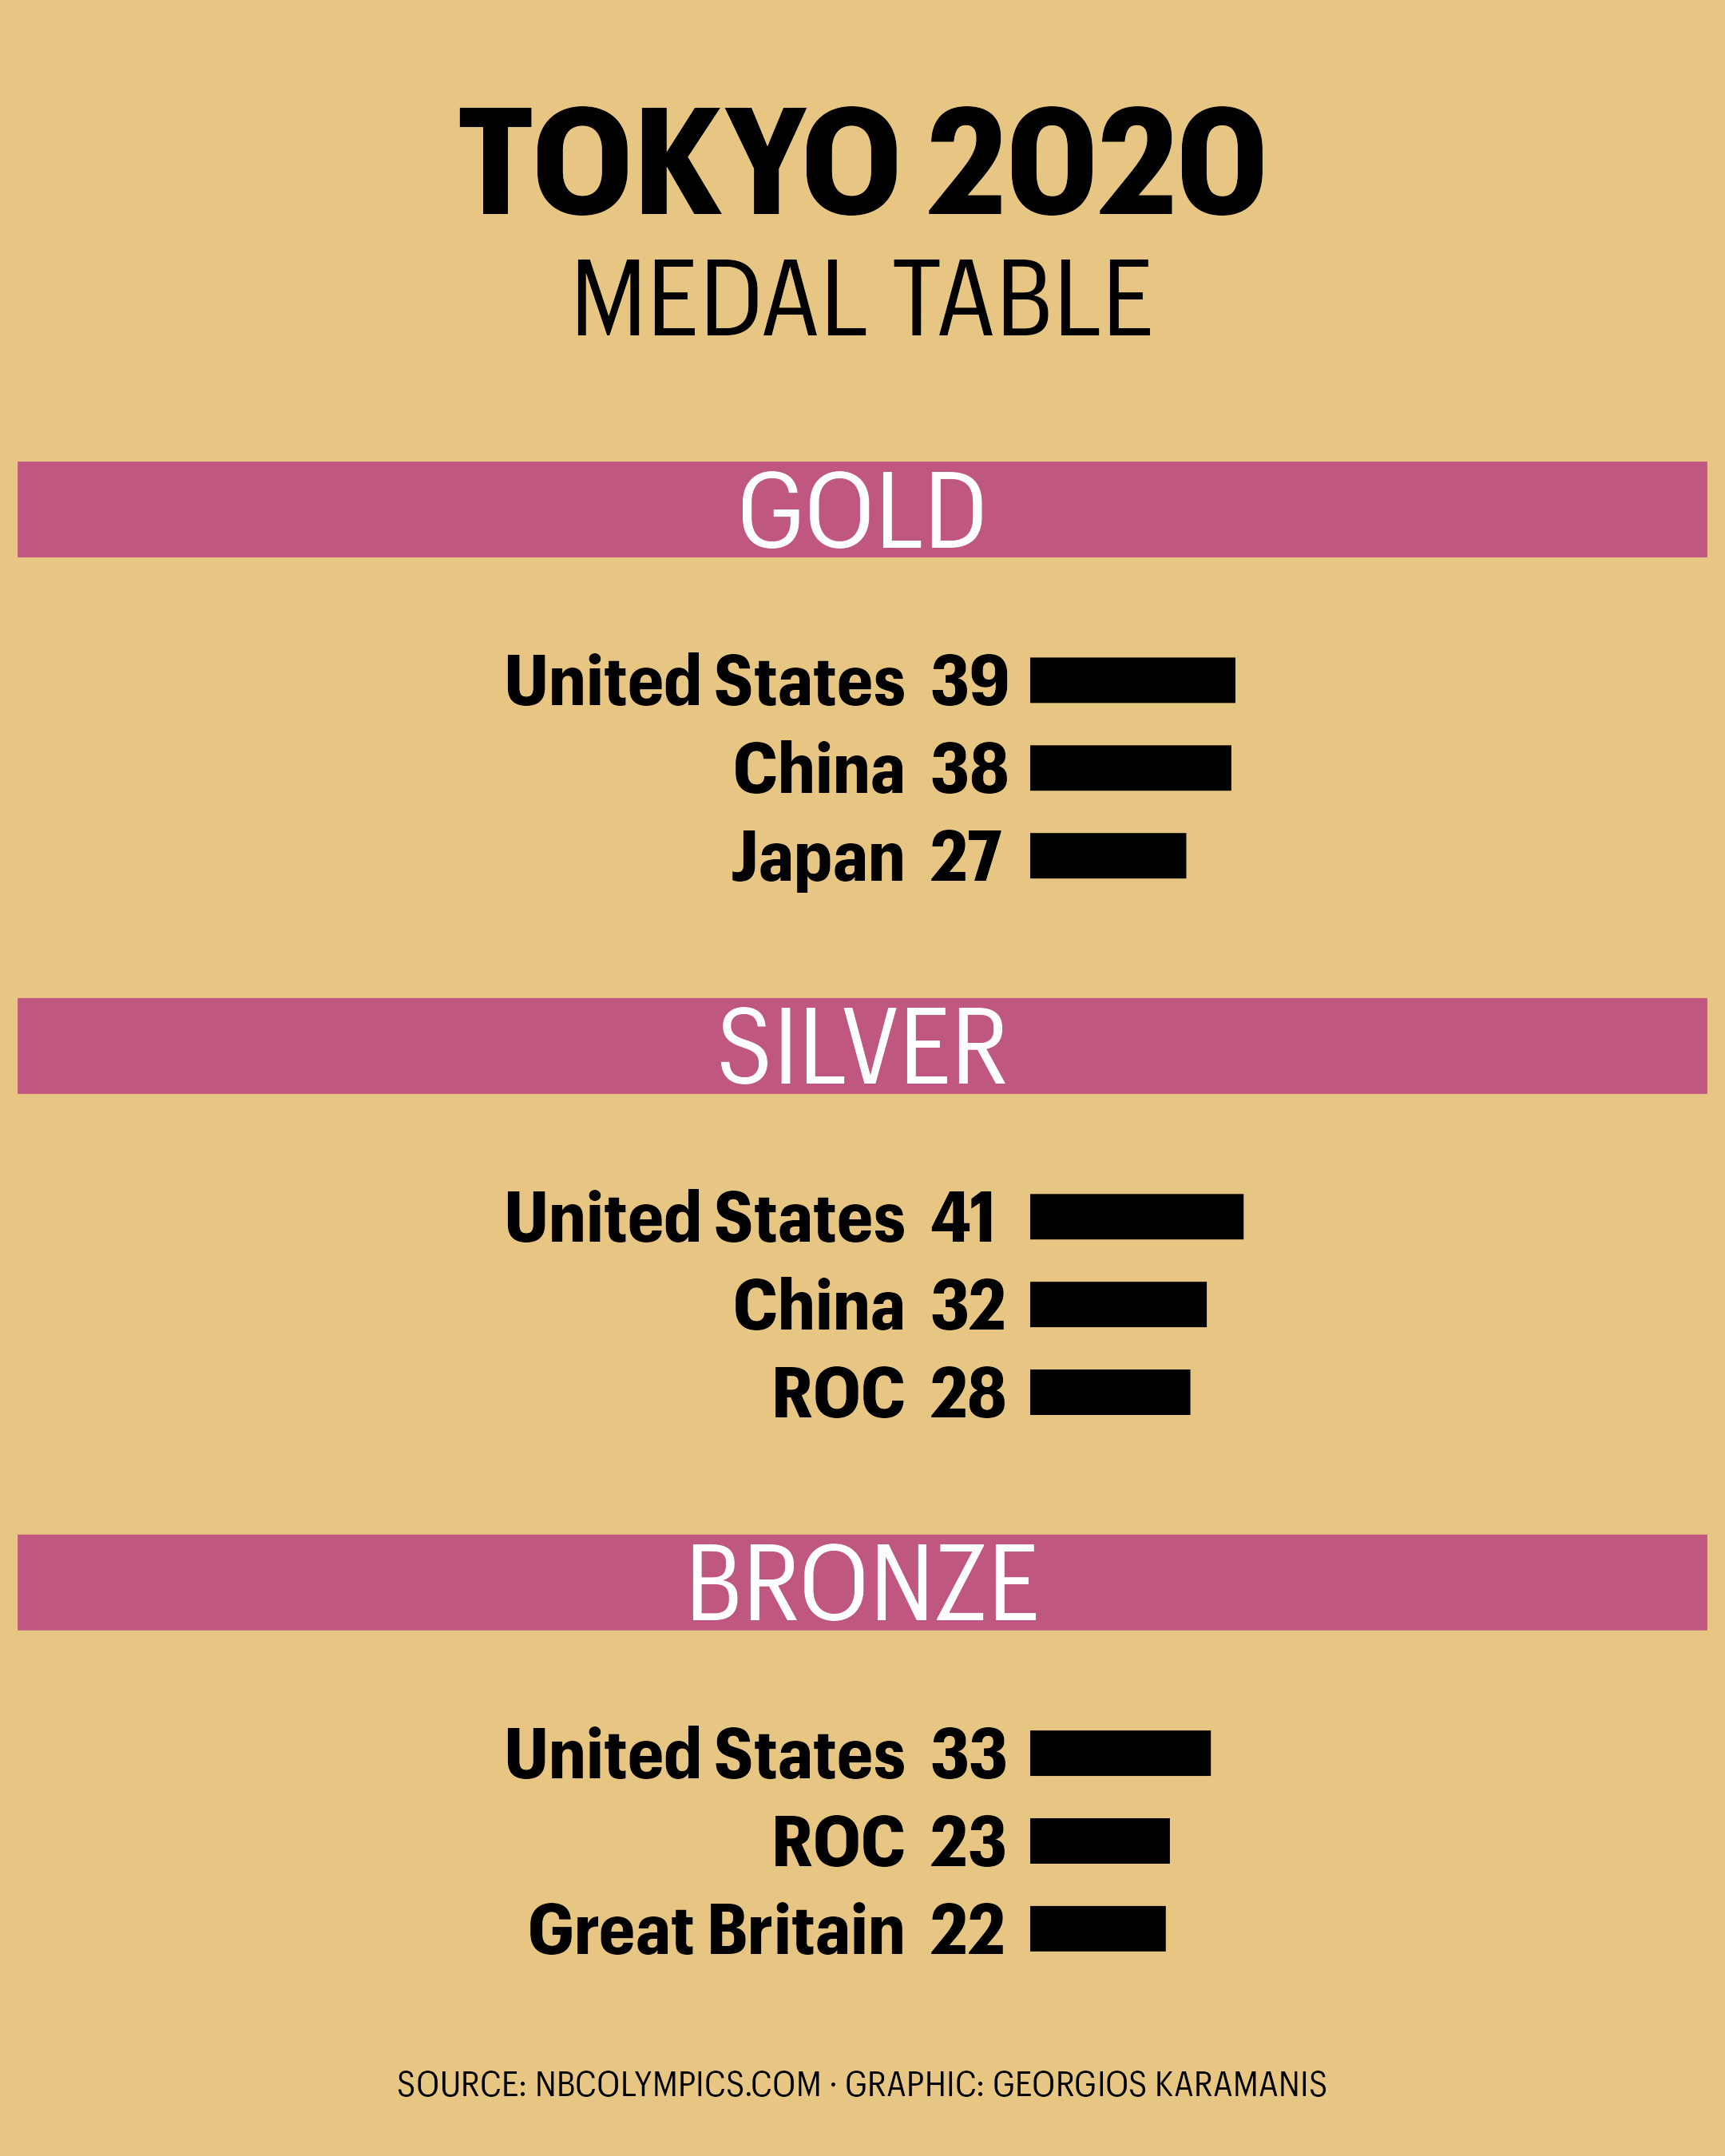 TOKYO 2020
MEDAL TABLE
GOLD
United States 39
China 38
Japan 27
SILVER
United States 41
China 32
ROC 28
BRONZE
United States 33
ROC 23
Great Britain 22
SOURCE: NBCOLYMPICS.COM · GRAPHIC: GEORGIOS KARAMANIS